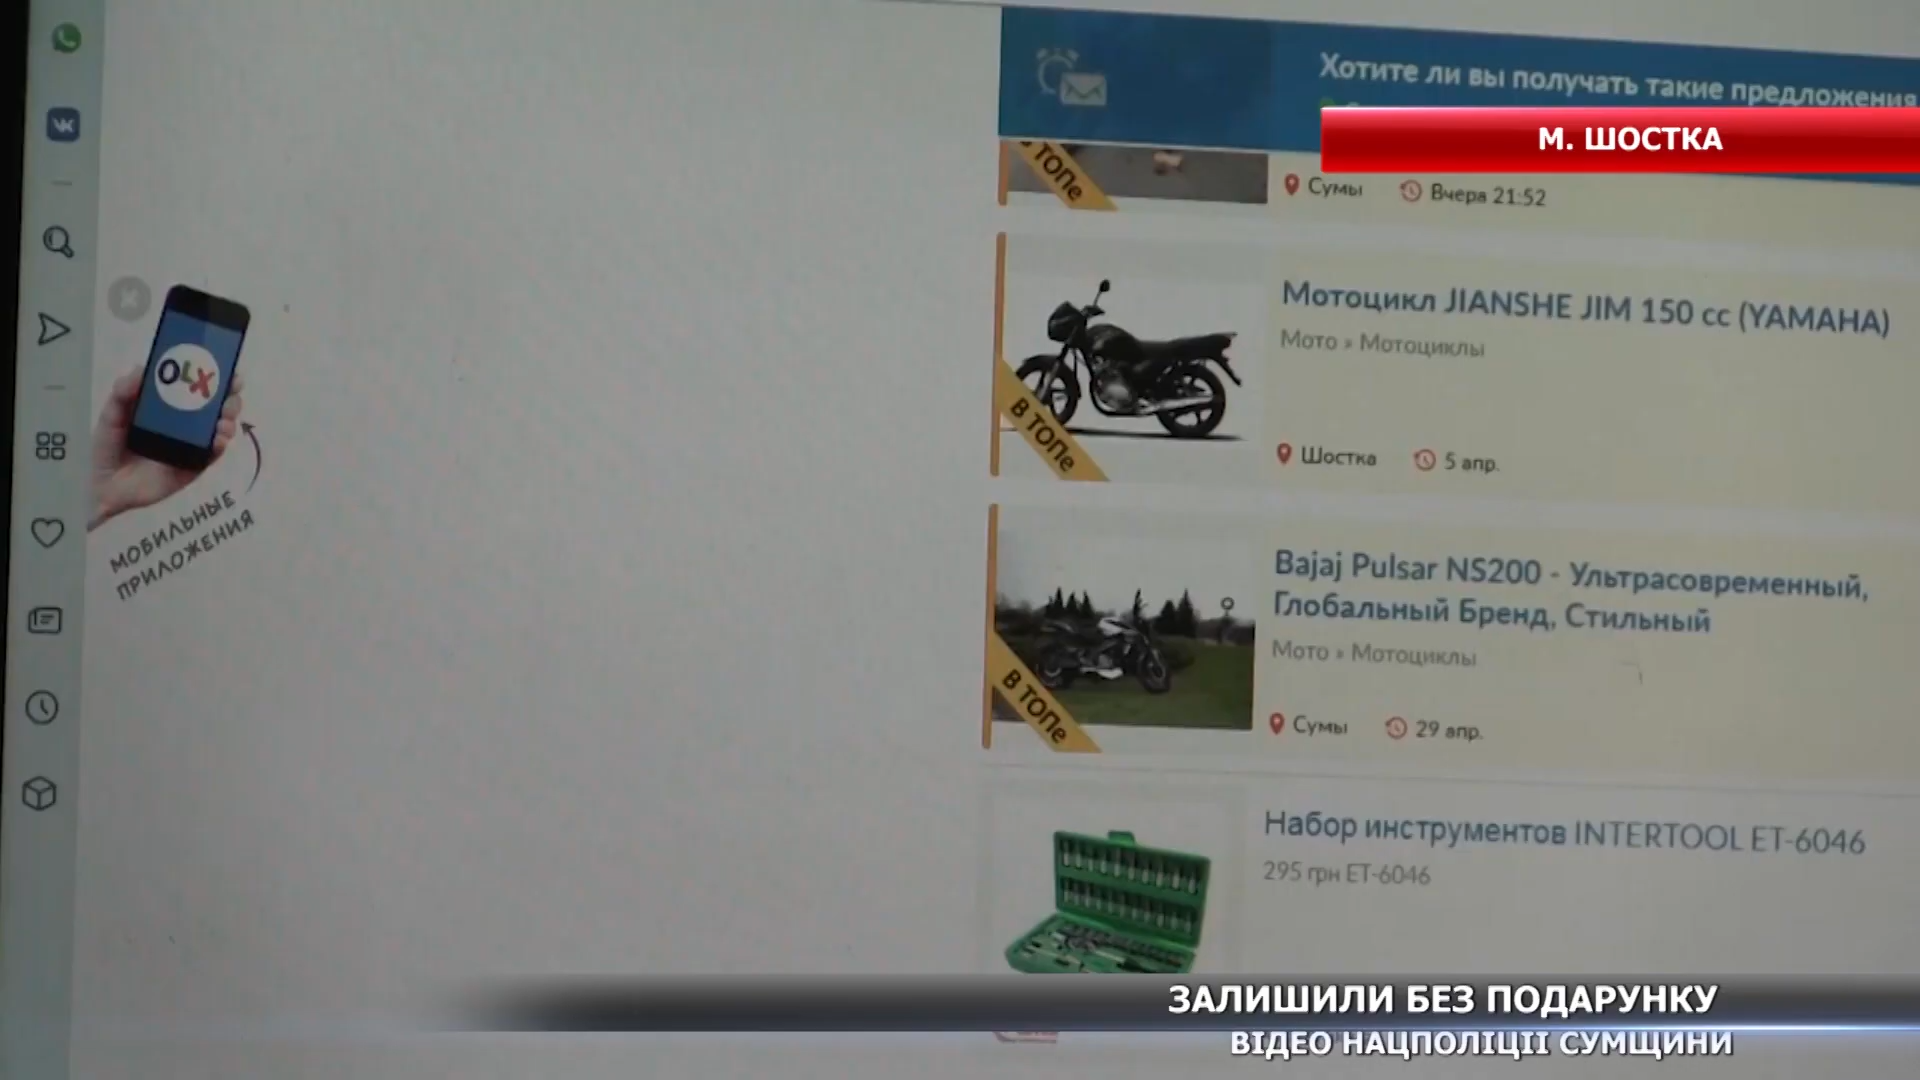 Хотите ли вы получать такие предложения
М. ШОСТКА
В ТОПе
Сумы
Вчера 21:52
Мотоцикл JIANSHE JIM 150 cc (YAMAHA)
Мото » Мотоциклы
В ТОПе
Шостка
5 апр.
OLX
МОБИЛЬНЫЕ
ПРИЛОЖЕНИЯ
Bajaj Pulsar NS200 - Ультрасовременный,
Глобальный Бренд, Стильный
Мото » Мотоциклы
В ТОПе
Сумы
29 апр.
Набор инструментов INTERTOOL ET-6046
295 грн ET-6046
ЗАЛИШИЛИ БЕЗ ПОДАРУНКУ
ВІДЕО НАЦПОЛІЦІЇ СУМЩИНИ